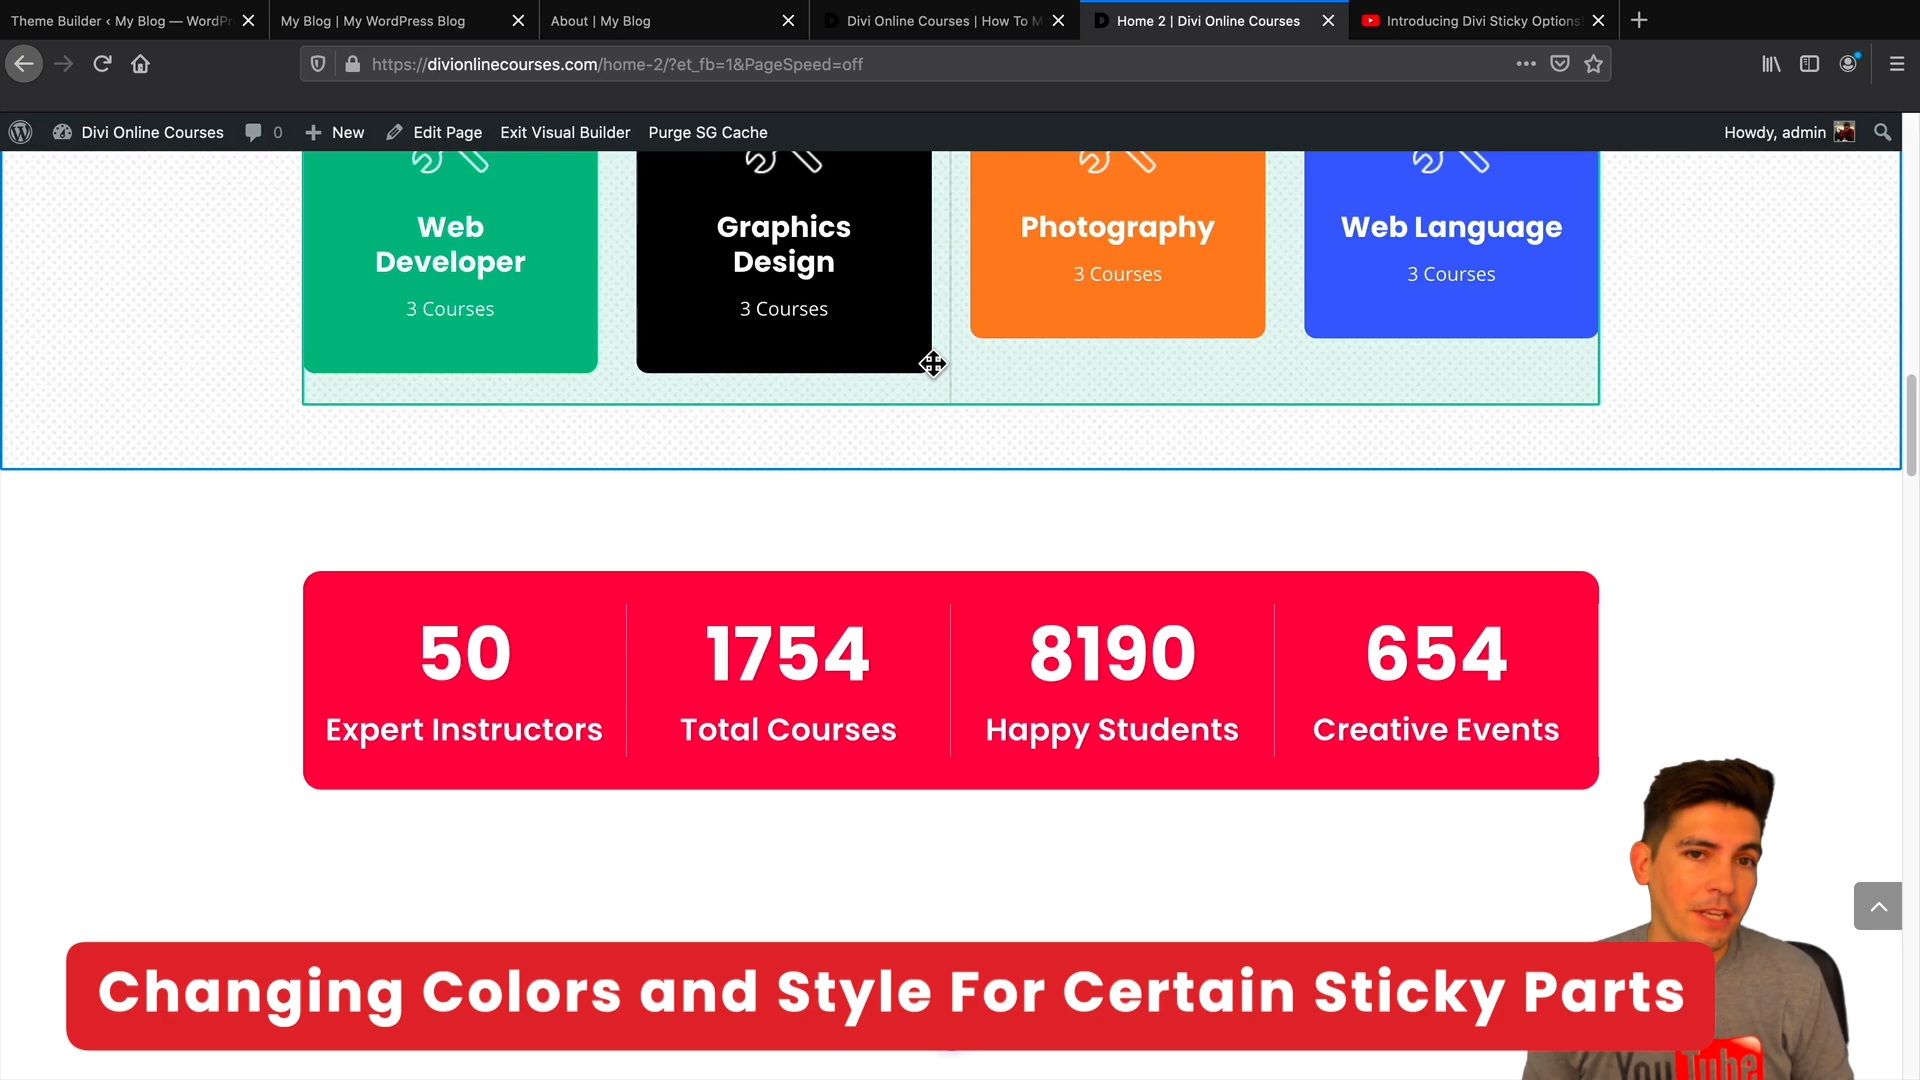 Theme Builder ‹ My Blog — WordPr
My Blog | My WordPress Blog
About | My Blog
Divi Online Courses | How To M
Home 2 | Divi Online Courses
Introducing Divi Sticky Options
https://divionlinecourses.com/home-2/?et_fb=1&PageSpeed=off
Divi Online Courses 0 New Edit Page Exit Visual Builder Purge SG Cache Howdy, admin
Web
Developer
3 Courses
Graphics
Design
3 Courses
Photography
3 Courses
Web Language
3 Courses
50
Expert Instructors
1754
Total Courses
8190
Happy Students
654
Creative Events
Changing Colors and Style For Certain Sticky Parts
YouTube